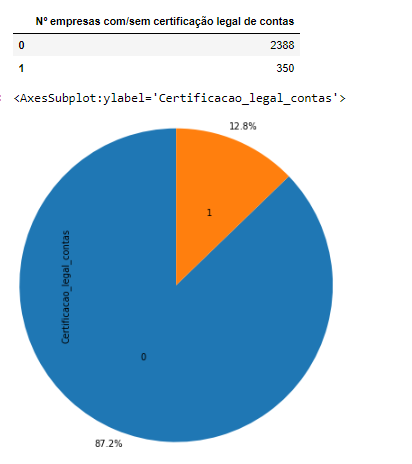 Nº empresas com/sem certificação legal de contas
0 2388
1 350
<AxesSubplot:ylabel='Certificacao_legal_contas'>
12.8%
1
Certificacao_legal_contas
0
87.2%